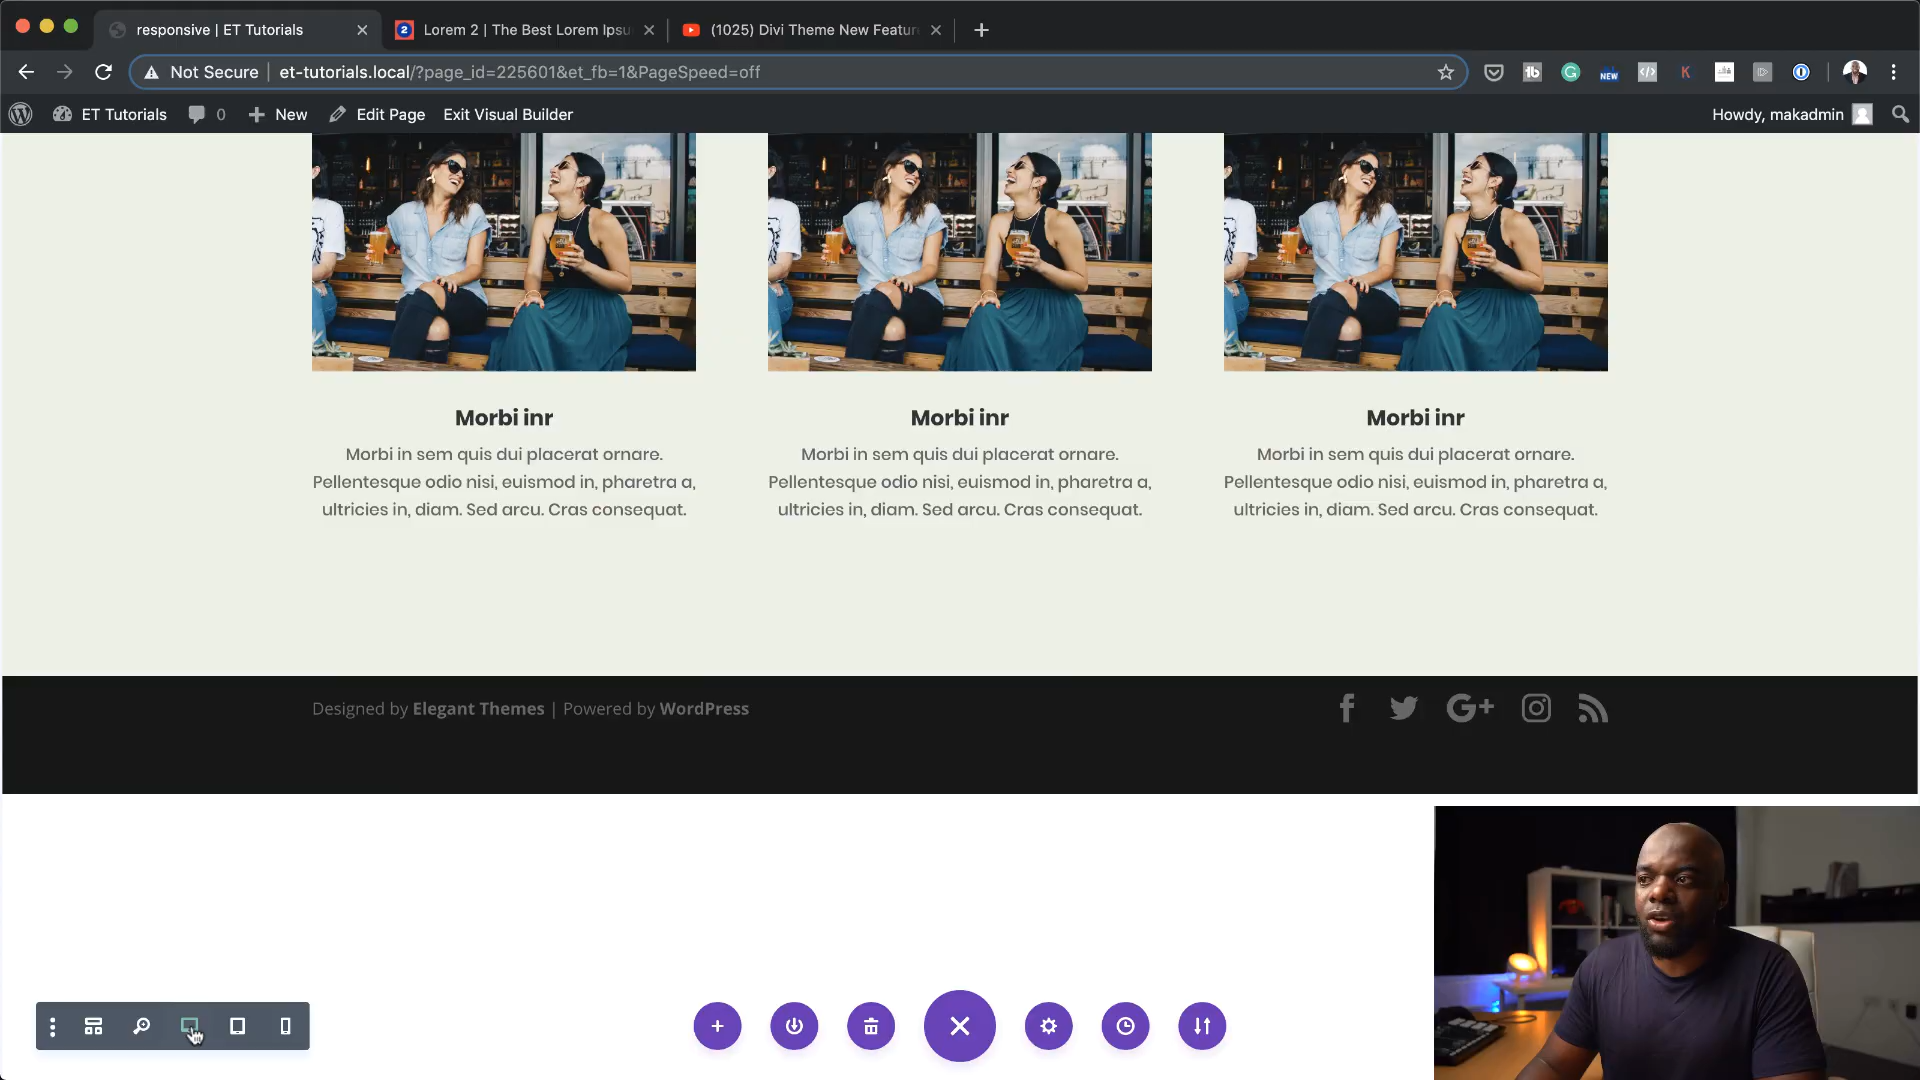 responsive | ET Tutorials
2 Lorem 2 | The Best Lorem Ipsu
(1025) Divi Theme New Featur
Not Secure | et-tutorials.local/?page_id=225601&et_fb=1&PageSpeed=off
tb
G
NEW
K
ET Tutorials
0
New
Edit Page
Exit Visual Builder
Howdy, makadmin
Morbi inr
Morbi in sem quis dui placerat ornare.
Pellentesque odio nisi, euismod in, pharetra a,
ultricies in, diam. Sed arcu. Cras consequat.
Morbi inr
Morbi in sem quis dui placerat ornare.
Pellentesque odio nisi, euismod in, pharetra a,
ultricies in, diam. Sed arcu. Cras consequat.
Morbi inr
Morbi in sem quis dui placerat ornare.
Pellentesque odio nisi, euismod in, pharetra a,
ultricies in, diam. Sed arcu. Cras consequat.
Designed by Elegant Themes | Powered by WordPress
G+